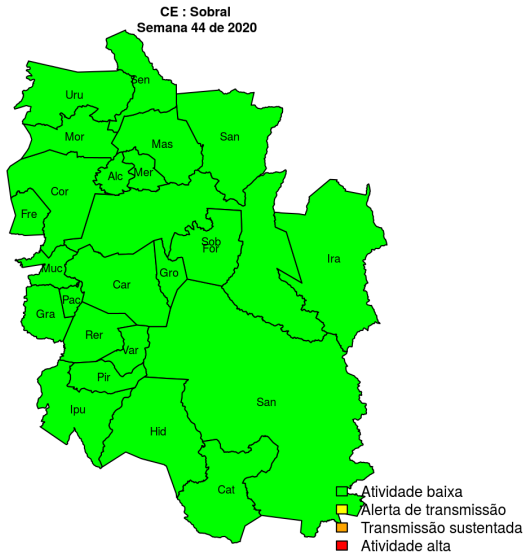 CE : Sobral
Semana 44 de 2020
Sen
Uru
Mor
Mas
San
Alc
Mer
Cor
Fre
Sob
For
Ira
Muc
Gro
Car
Pac
Gra
Rer
Var
Pir
San
Ipu
Hid
Cat
Atividade baixa
Alerta de transmissão
Transmissão sustentada
Atividade alta